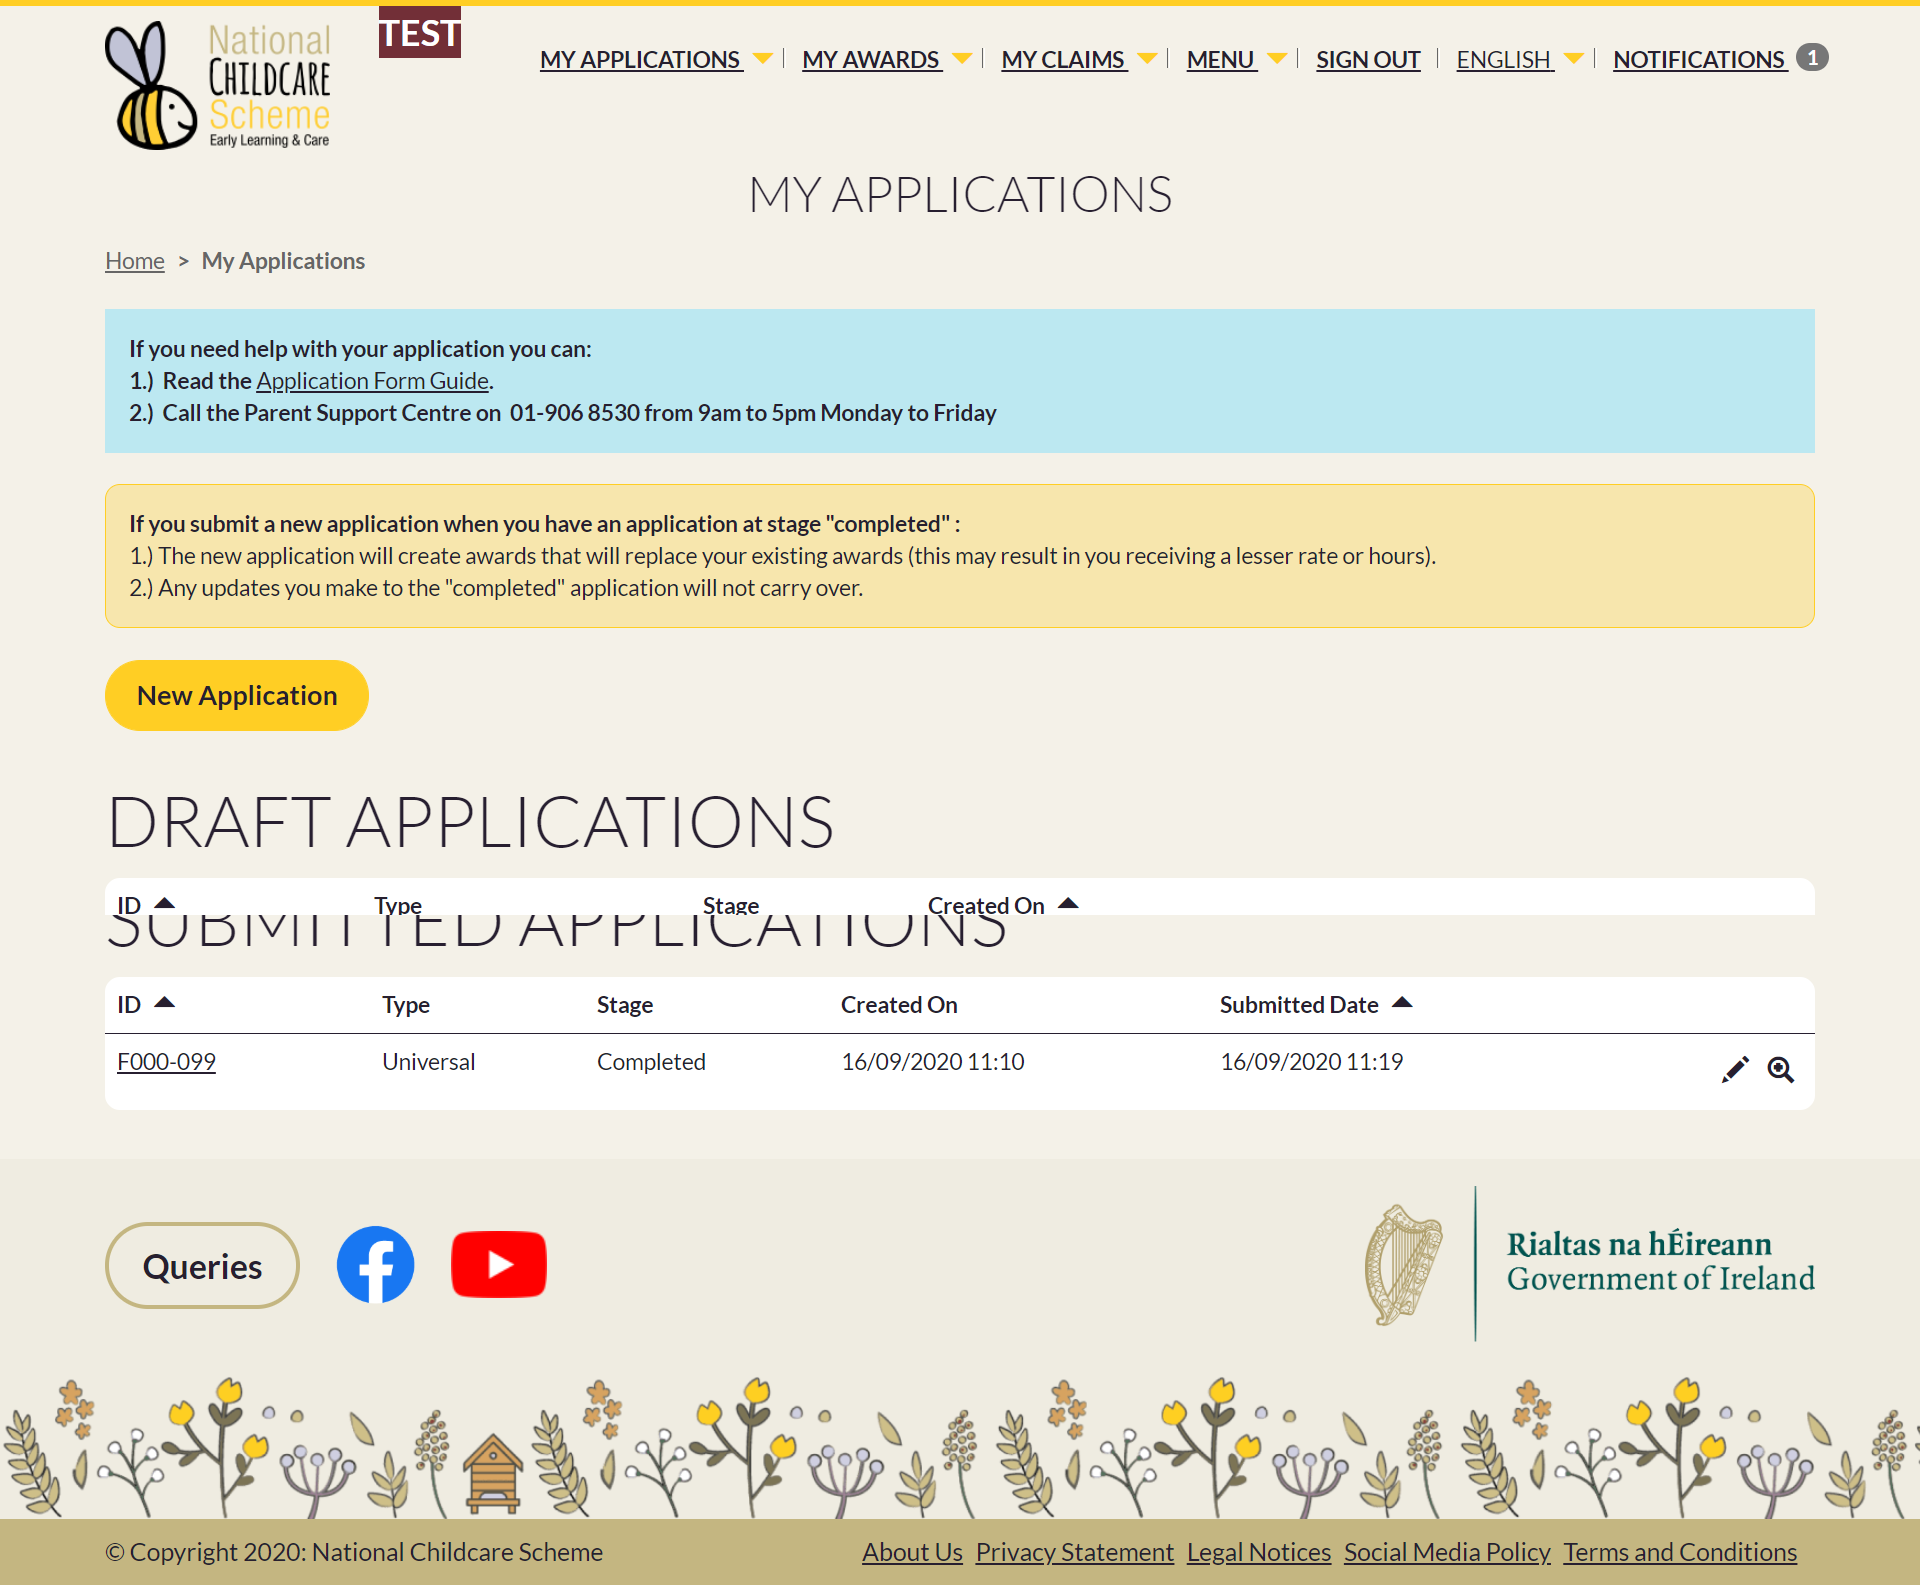 National
CHILDCARE
Scheme
Early Learning & Care
TEST
MY APPLICATIONS MY AWARDS MY CLAIMS MENU SIGN OUT ENGLISH NOTIFICATIONS 1
MY APPLICATIONS
Home > My Applications
If you need help with your application you can:
1.) Read the Application Form Guide.
2.) Call the Parent Support Centre on 01-906 8530 from 9am to 5pm Monday to Friday
If you submit a new application when you have an application at stage "completed" :
1.) The new application will create awards that will replace your existing awards (this may result in you receiving a lesser rate or hours).
2.) Any updates you make to the "completed" application will not carry over.
New Application
DRAFT APPLICATIONS
ID Type Stage Created On
SUBMITTED APPLICATIONS
ID Type Stage Created On Submitted Date
F000-099 Universal Completed 16/09/2020 11:10 16/09/2020 11:19
Queries
Rialtas na hÉireann
Government of Ireland
© Copyright 2020: National Childcare Scheme About Us Privacy Statement Legal Notices Social Media Policy Terms and Conditions